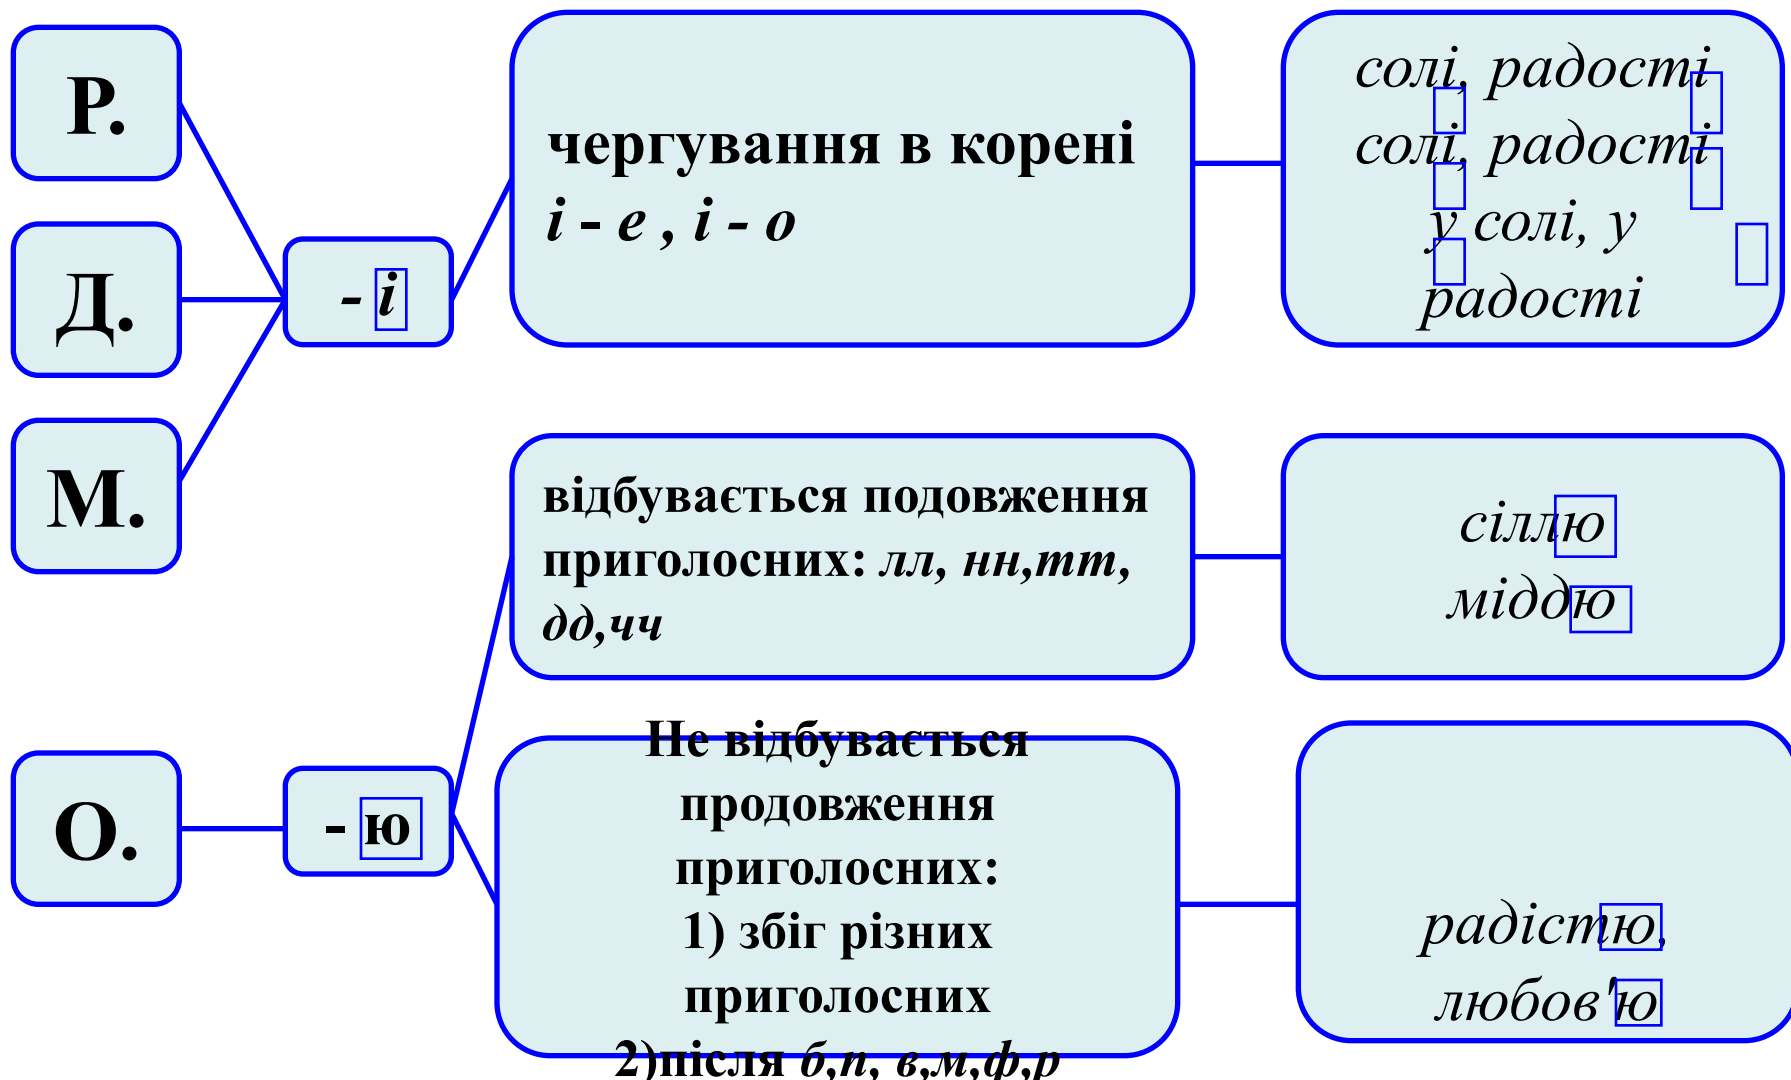 Р.
Д.
М.
- і
чергування в корені
і - е , і - о
солі, радості
солі, радості
у солі, у
радості
О.
- ю
відбувається подовження
приголосних: лл, нн,тт,
дд,чч
сіллю
міддю
Не відбувається
продовження
приголосних:
1) збіг різних
приголосних
2)після б,п, в,м,ф,р
радістю,
любов'ю